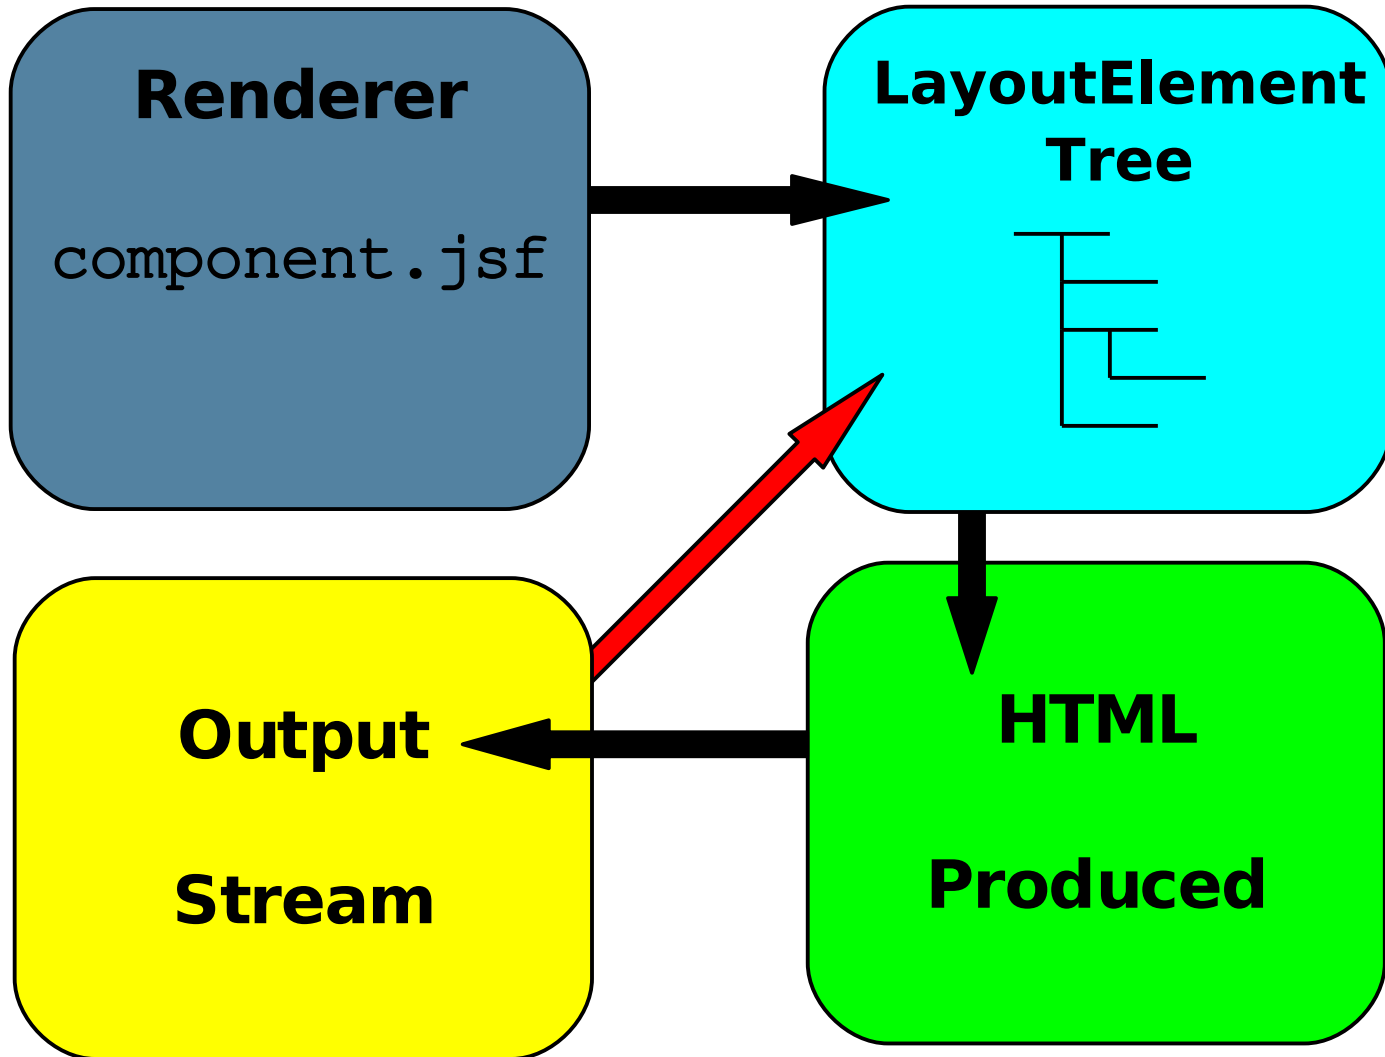 Renderer
component.jsf
LayoutElement
Tree
Output
Stream
HTML
Produced